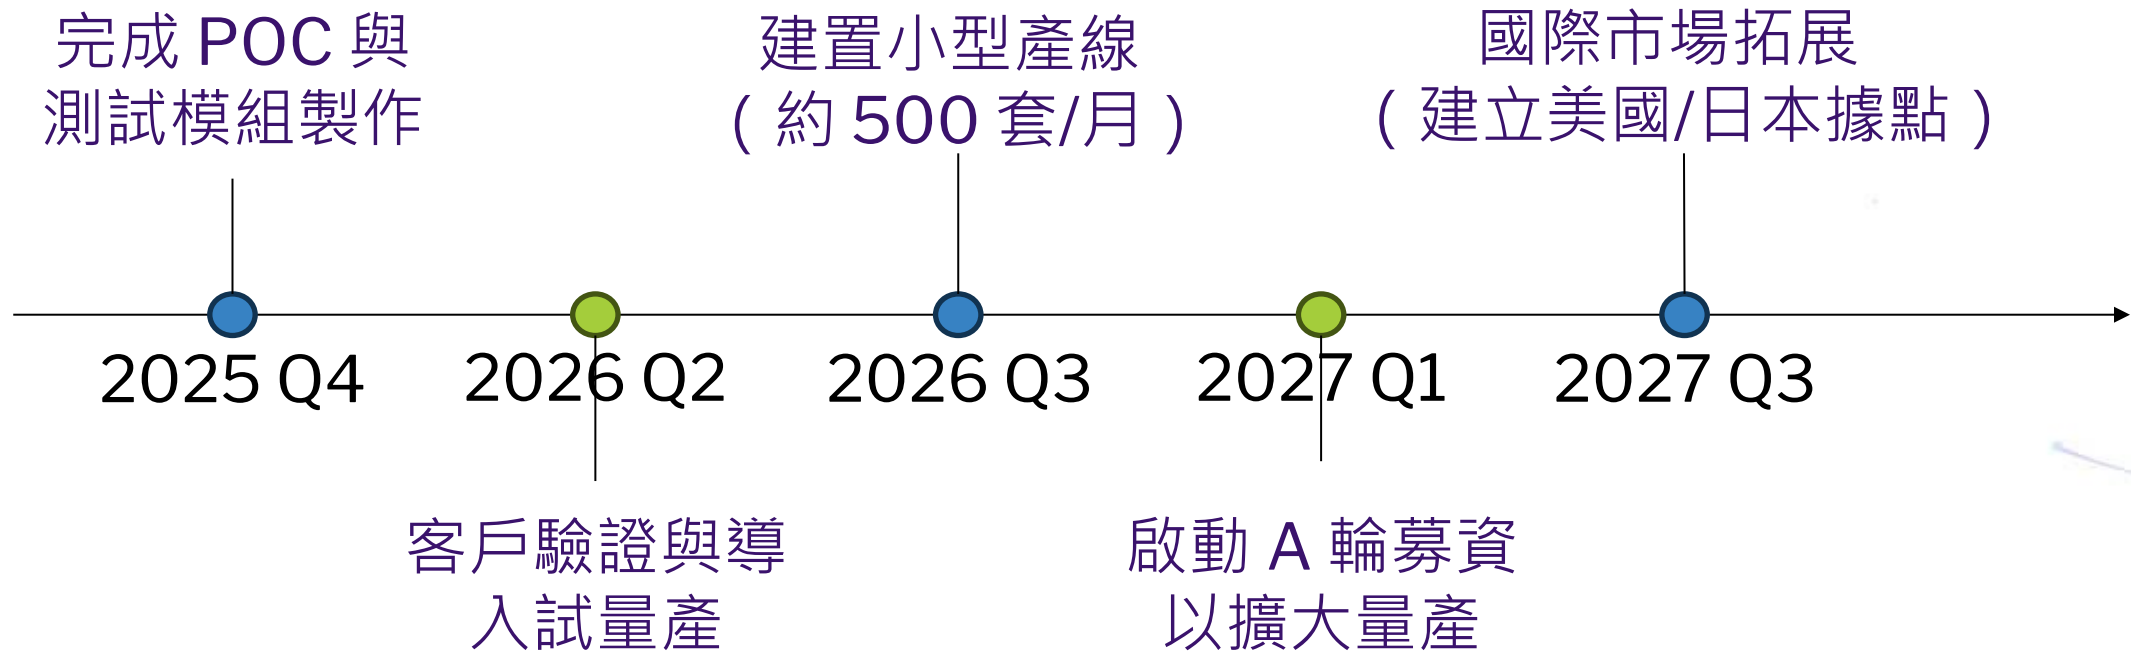 完成 POC 與
測試模組製作
建置小型產線
( 約 500 套/月 )
國際市場拓展
( 建立美國/日本據點 )
2025 Q4
2026 Q2
2026 Q3
2027 Q1
2027 Q3
客戶驗證與導
入試量產
啟動 A 輪募資
以擴大量產